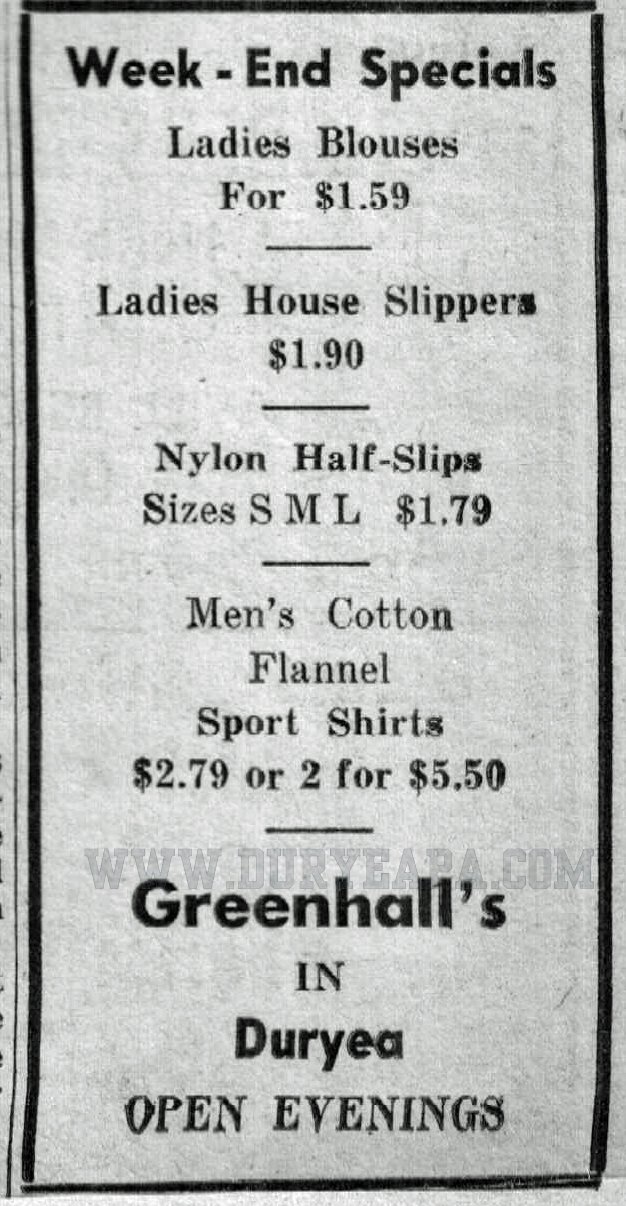 Week - End Specials
Ladies Blouses
For $1.59
Ladies House Slippers
$1.90
Nylon Half-Slips
Sizes S M L $1.79
Men's Cotton
Flannel
Sport Shirts
$2.79 or 2 for $5.50
WWW.DURYEAPA.COM
Greenhall's
IN
Duryea
OPEN EVENINGS